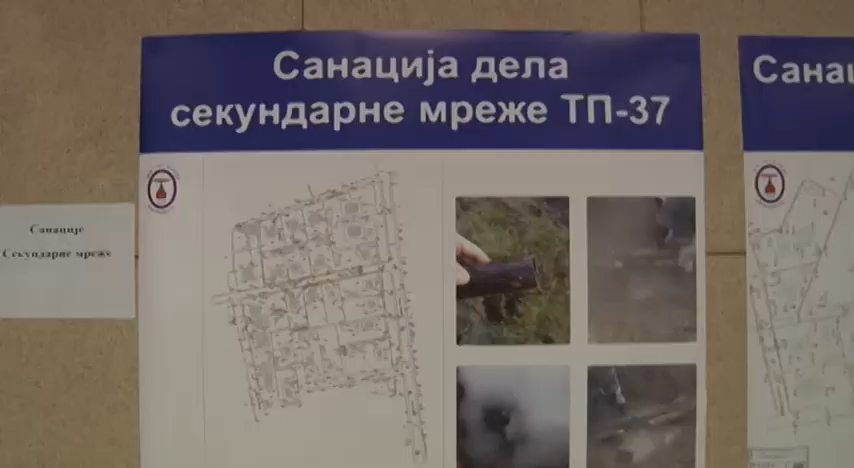 Санација дела
секундарне мреже ТП-37
Санац
Санације
Секундарне мреже